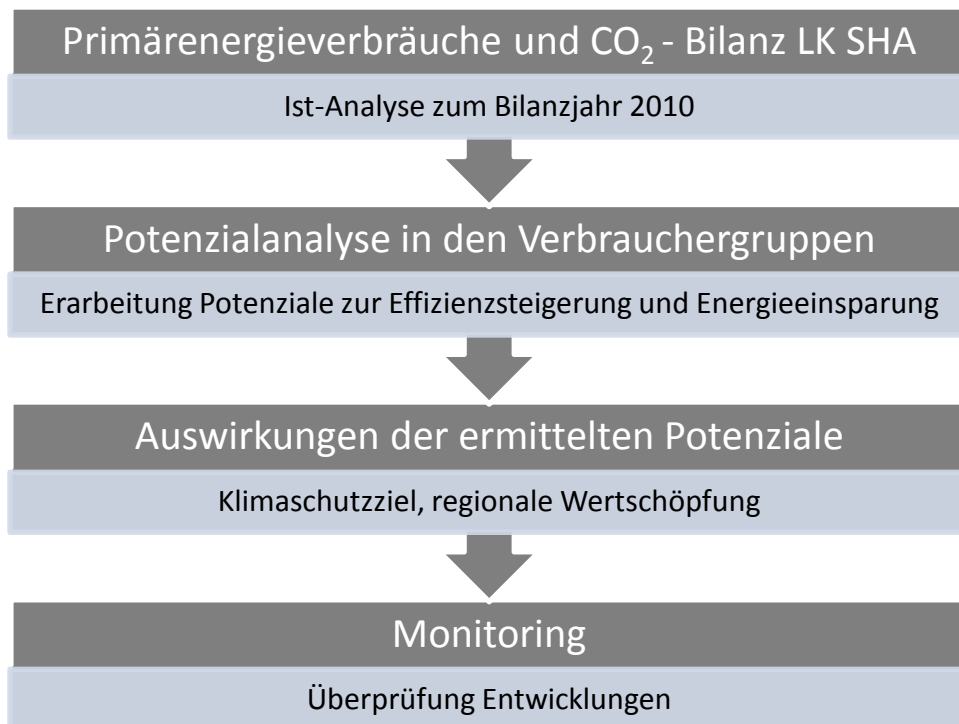 Primärenergieverbräuche und CO₂ - Bilanz LK SHA
Ist-Analyse zum Bilanzjahr 2010
Potenzialanalyse in den Verbrauchergruppen
Erarbeitung Potenziale zur Effizienzsteigerung und Energieeinsparung
Auswirkungen der ermittelten Potenziale
Klimaschutzziel, regionale Wertschöpfung
Monitoring
Überprüfung Entwicklungen